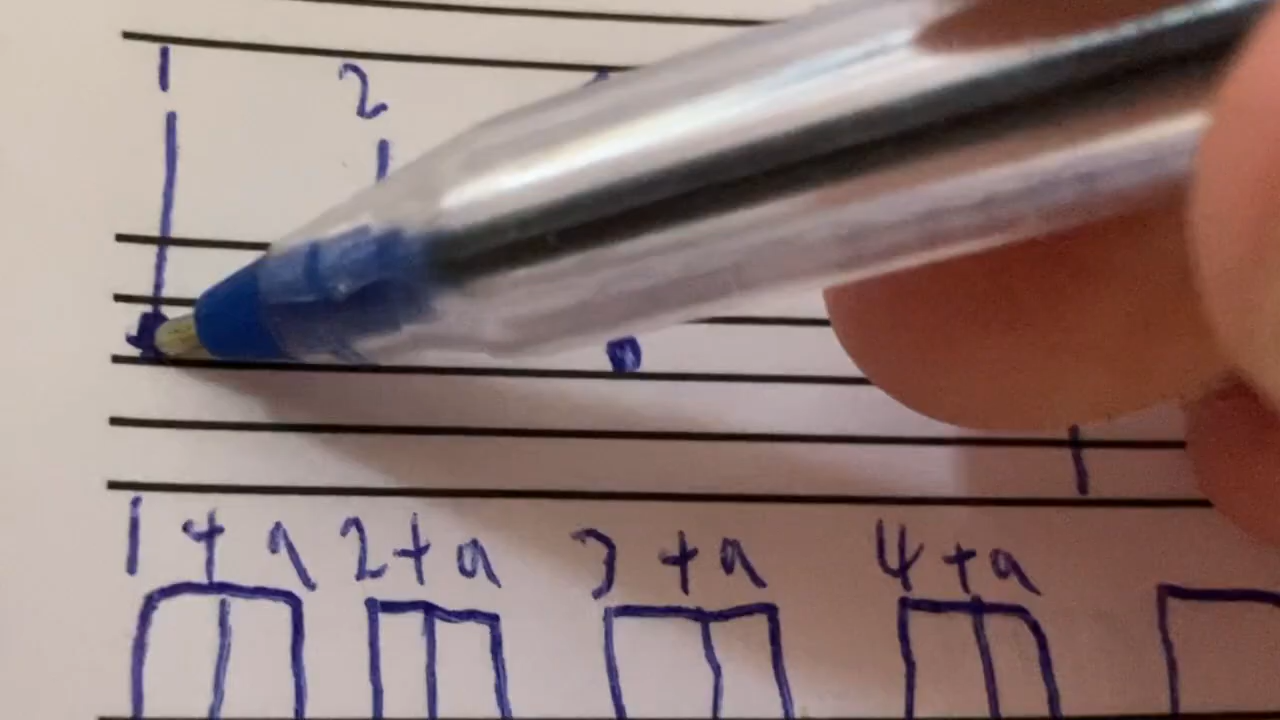 1 2
1 + a 2 + a 3 + a 4 + a